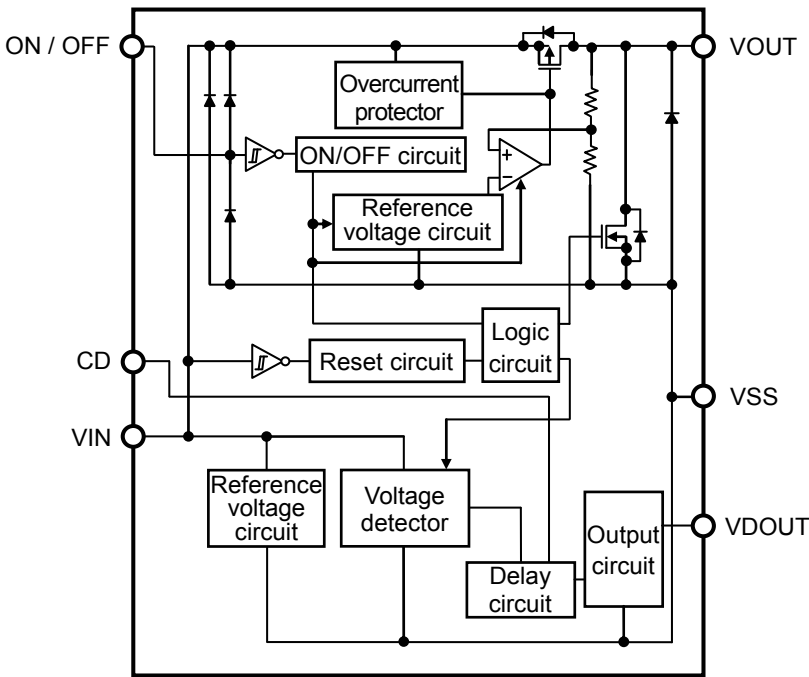 ON / OFF
VOUT
Overcurrent
protector
+
−
ON/OFF circuit
Reference
voltage circuit
Logic
circuit
CD
Reset circuit
VSS
VIN
Reference
voltage
circuit
Voltage
detector
Output
circuit
VDOUT
Delay
circuit